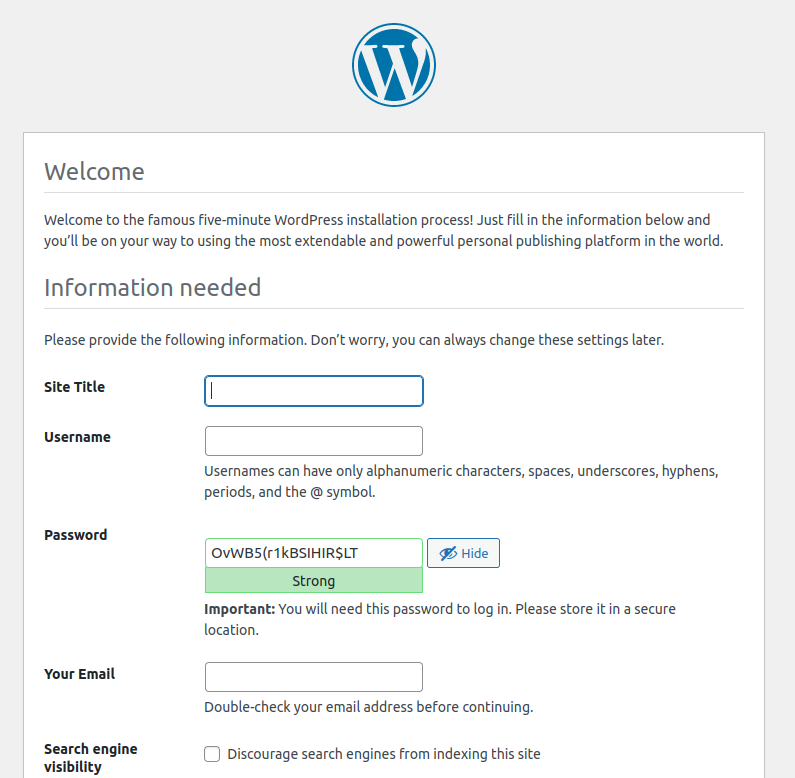 Welcome
Welcome to the famous five-minute WordPress installation process! Just fill in the information below and
you’ll be on your way to using the most extendable and powerful personal publishing platform in the world.
Information needed
Please provide the following information. Don’t worry, you can always change these settings later.
Site Title
Username
Usernames can have only alphanumeric characters, spaces, underscores, hyphens,
periods, and the @ symbol.
Password
OvWB5(r1kBSIHIR$LT
Hide
Strong
Important: You will need this password to log in. Please store it in a secure
location.
Your Email
Double-check your email address before continuing.
Search engine
visibility
Discourage search engines from indexing this site